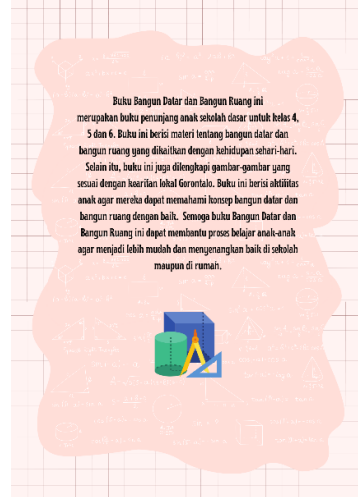 Buku Bangun Datar dan Bangun Ruang ini
merupakan buku penunjang anak sekolah dasar untuk kelas 4,
5 dan 6. Buku ini berisi materi tentang bangun datar dan
bangun ruang yang dikaitkan dengan kehidupan sehari-hari.
Selain itu, buku ini juga dilengkapi gambar-gambar yang
sesuai dengan kearifan lokal Gorontalo. Buku ini berisi aktilitas
anak agar mereka dapat memahami konsep bangun datar dan
bangun ruang dengan baik. Semoga buku Bangun Datar dan
Bangun Ruang ini dapat membantu proses belajar anak-anak
agar menjadi lebih mudah dan menyenangkan baik di sekolah
maupun di rumah.